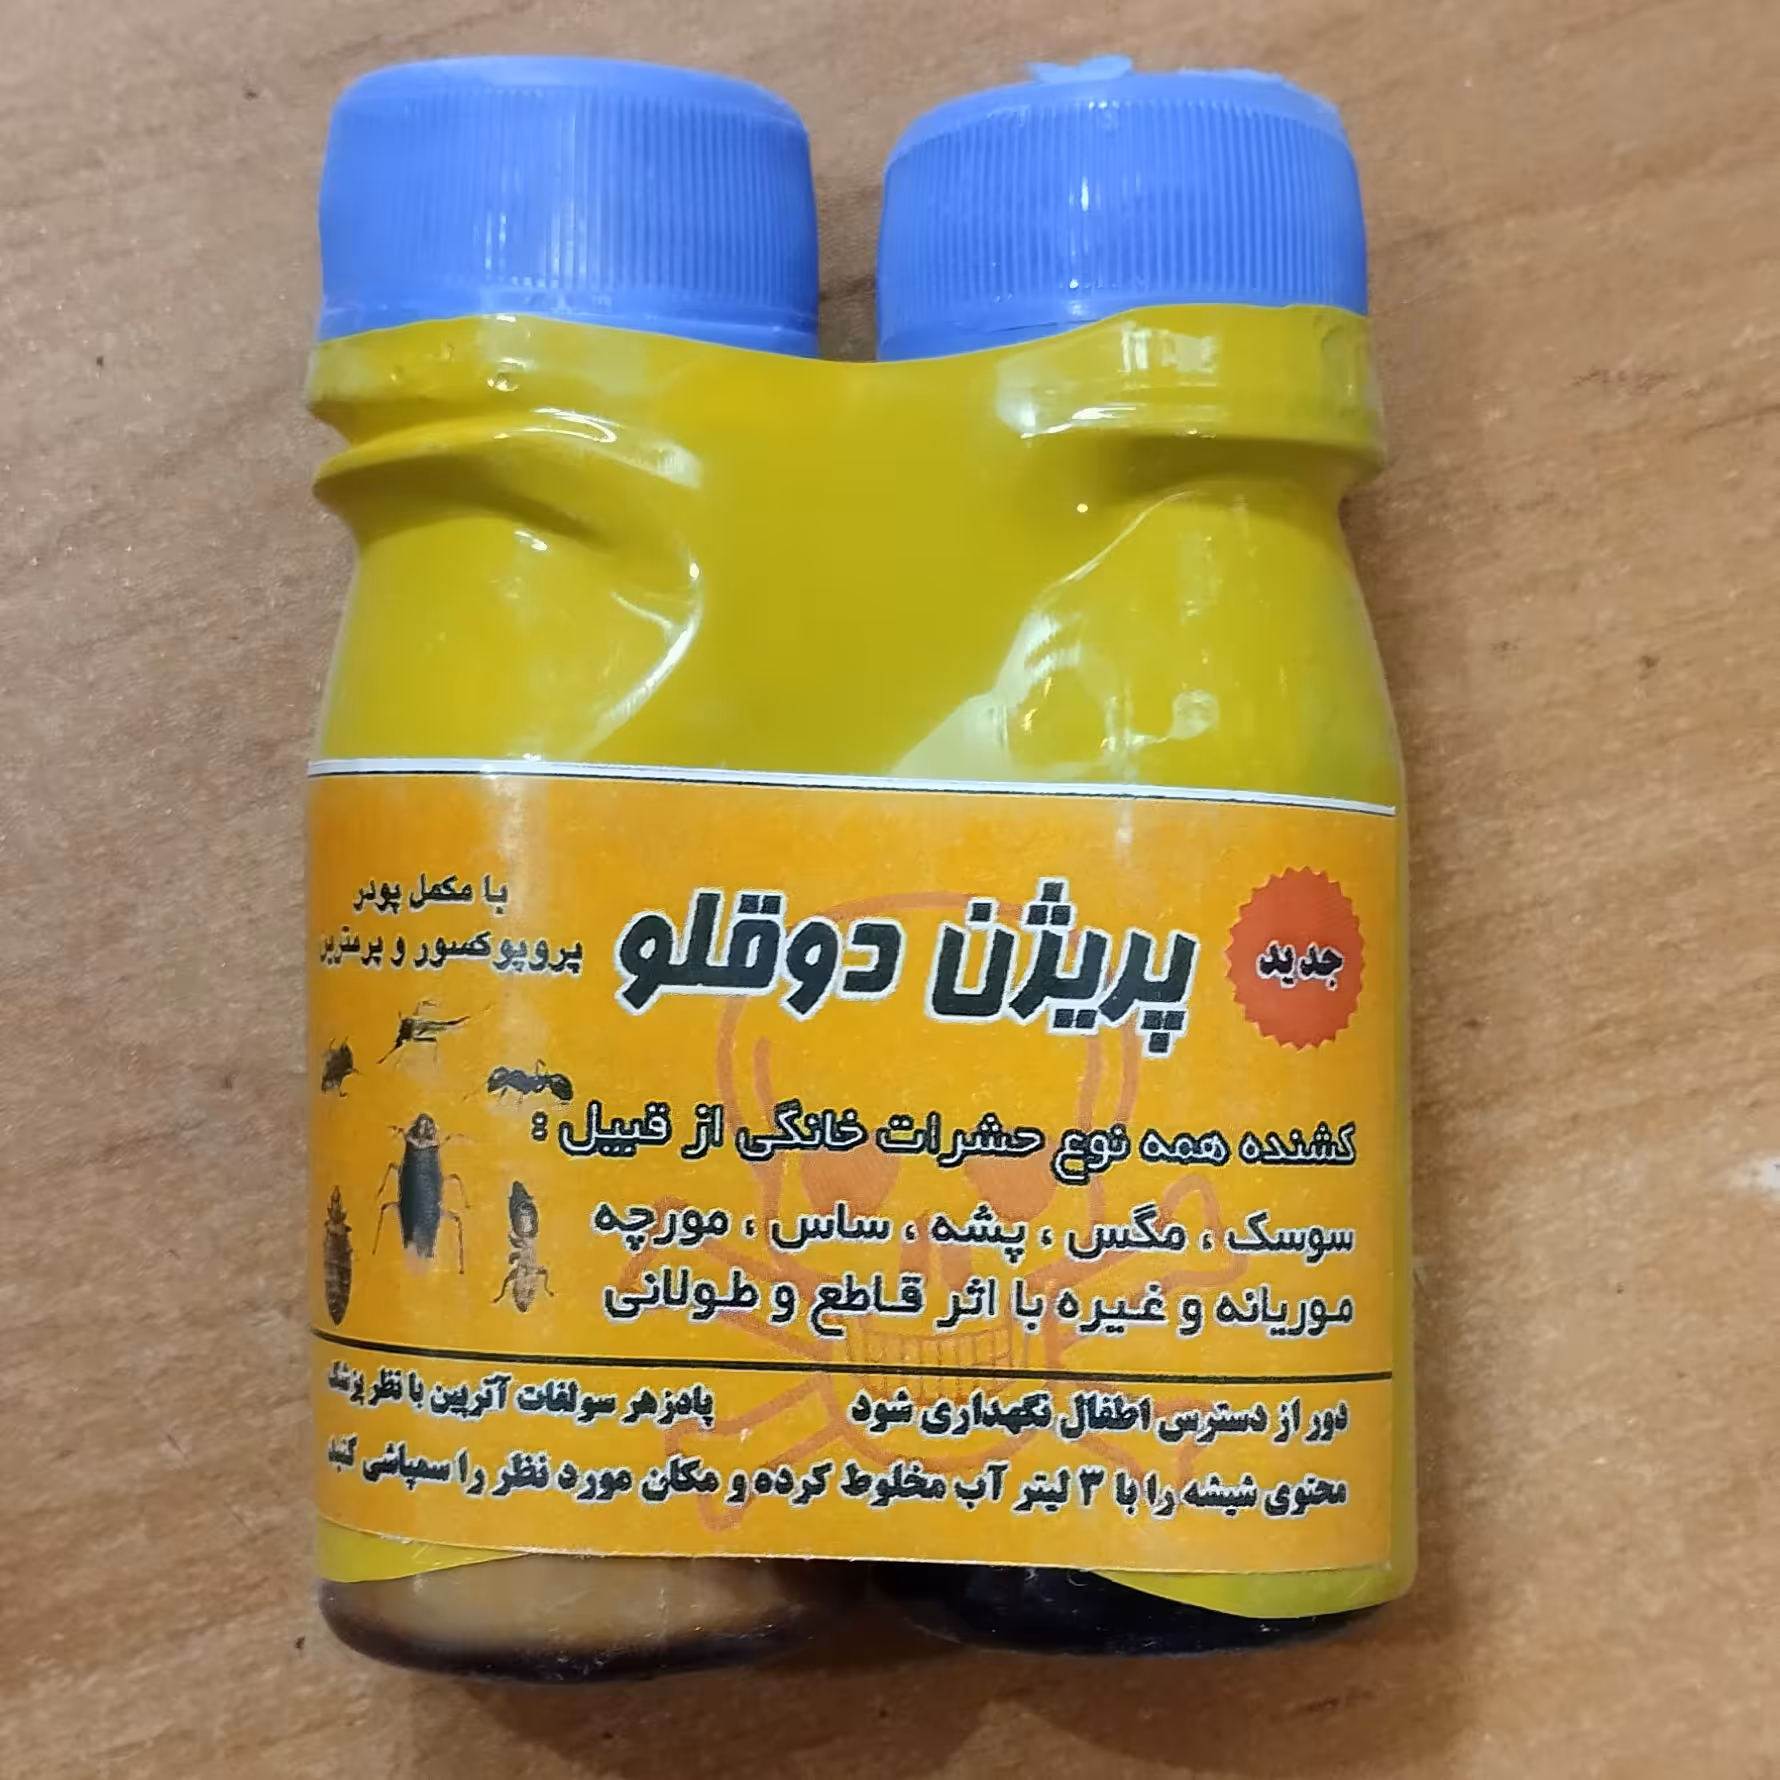 جدید
پریژن دوقلو
با مکمل پودر
پروپوکسور و پرمترین
کشنده همه نوع حشرات خانگی از قبیل :
سوسک ، مگس ، پشه ، ساس ، مورچه
موریانه و غیره با اثر قاطع و طولانی
دور از دسترس اطفال نگهداری شود پادزهر سولفات آتروپین با نظر پزشک
محتوی شیشه را با ۳ لیتر آب مخلوط کرده و مکان مورد نظر را سمپاشی کنید